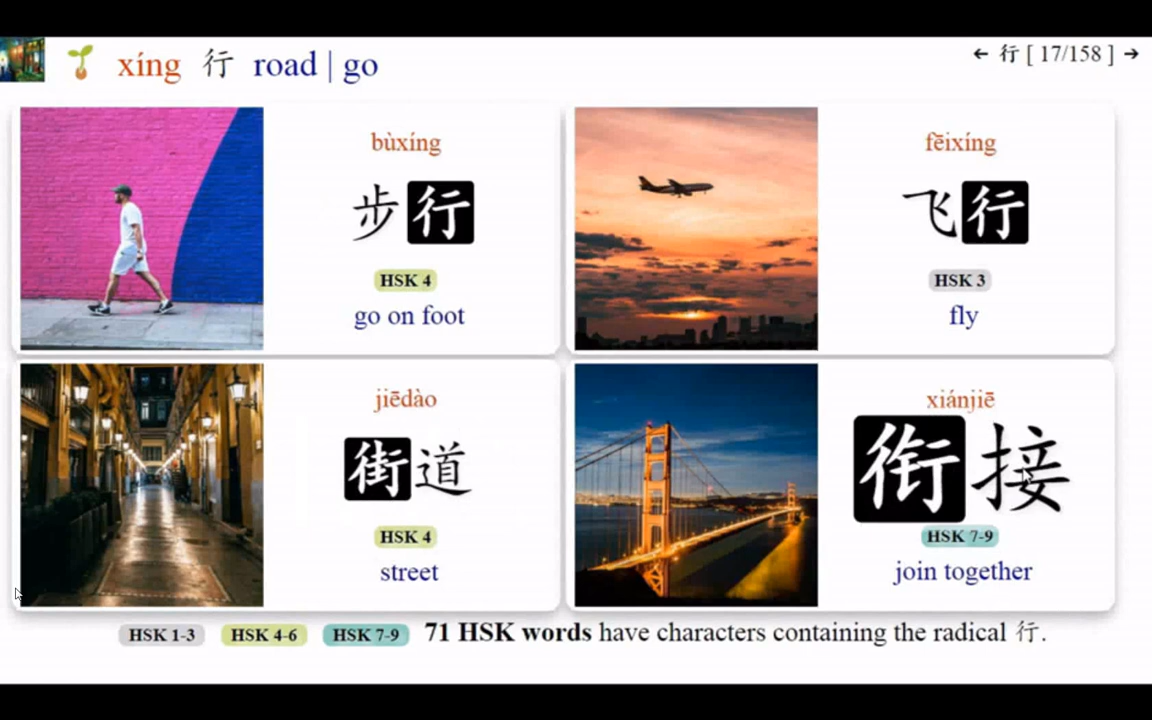 xíng 行 road | go
← 行 [ 17/158 ] →
bùxíng
步行
HSK 4
go on foot
fēixíng
飞行
HSK 3
fly
jiēdào
街道
HSK 4
street
xiánjiē
衔接
HSK 7-9
join together
HSK 1-3 HSK 4-6 HSK 7-9 71 HSK words have characters containing the radical 行.